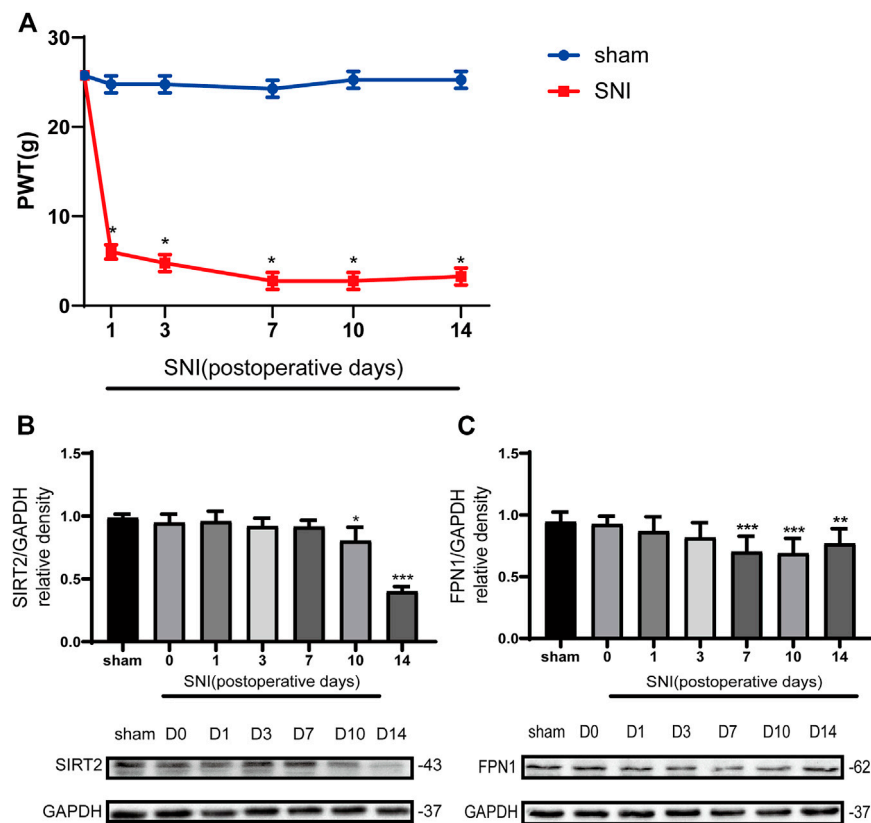 A
30
20
10
0
PWT(g)
sham
SNI
*
*
*
*
*
1 3 7 10 14
SNI(postoperative days)
B
1.5
1.0
0.5
0.0
SIRT2/GAPDH
relative density
*
***
sham 0 1 3 7 10 14
SNI(postoperative days)
sham D0 D1 D3 D7 D10 D14
SIRT2 -43
GAPDH -37
C
1.5
1.0
0.5
0.0
FPN1/GAPDH
relative density
*** *** **
sham 0 1 3 7 10 14
SNI(postoperative days)
sham D0 D1 D3 D7 D10 D14
FPN1 -62
GAPDH -37